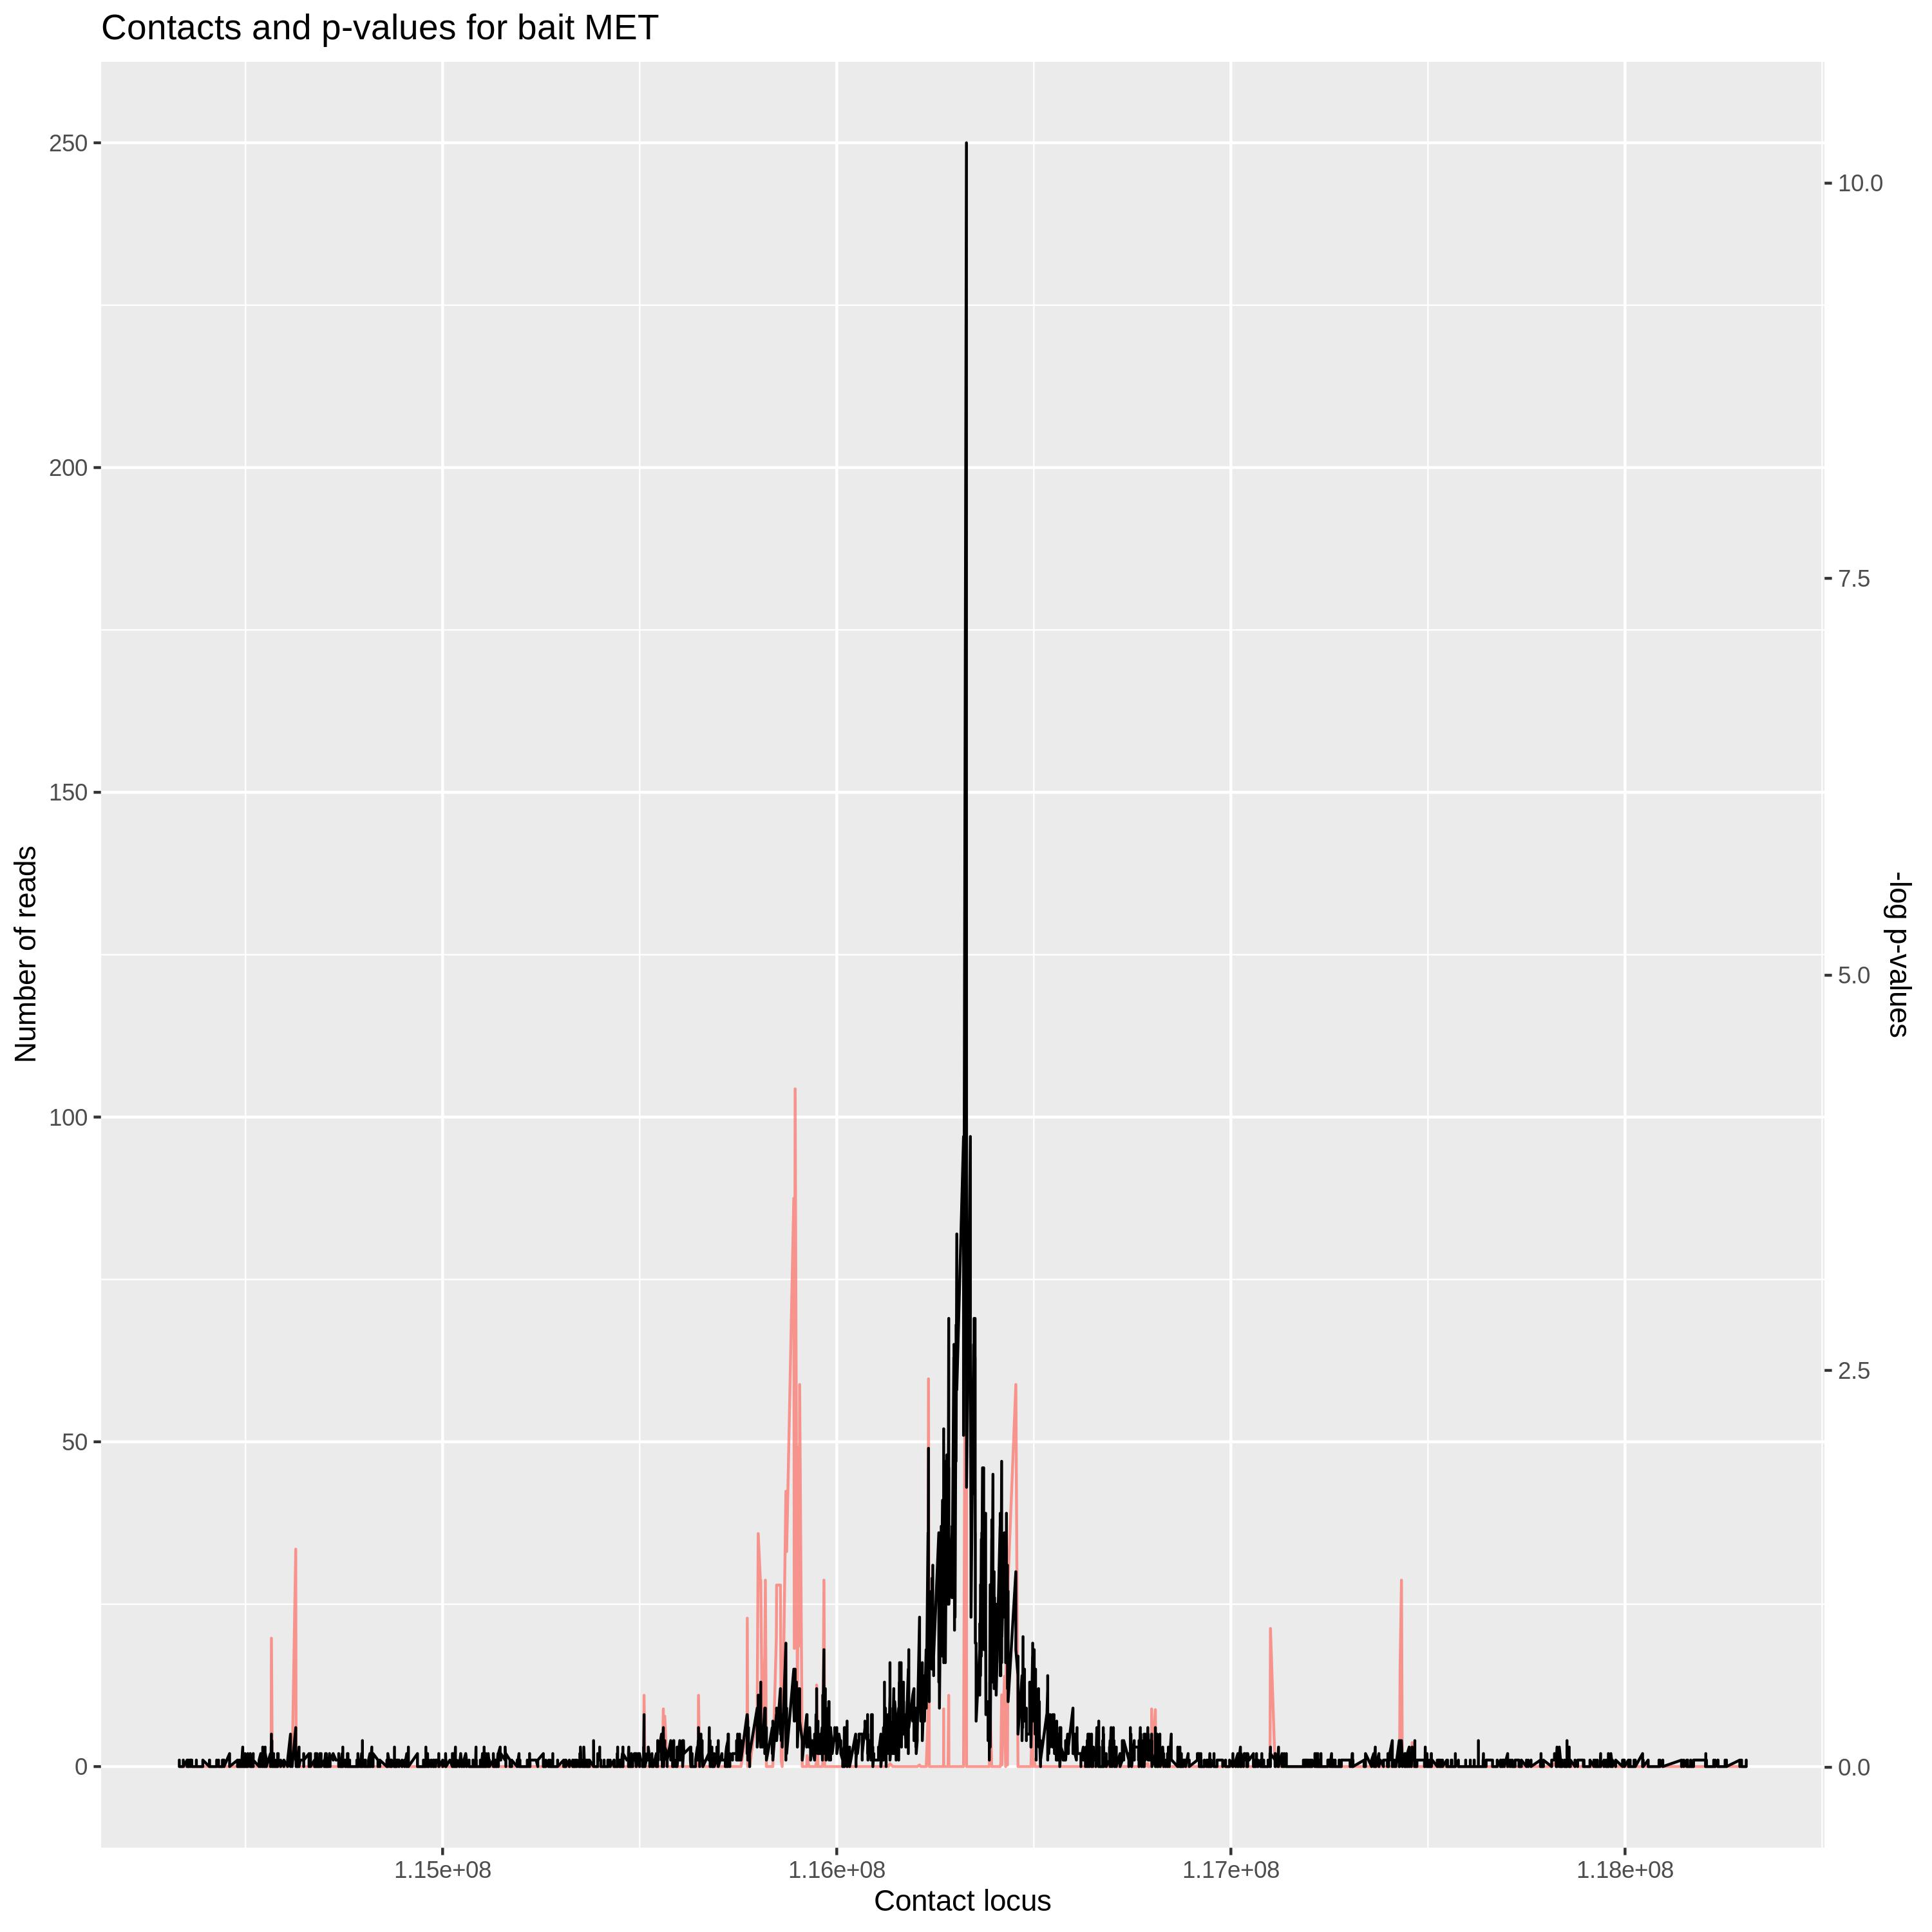 Contacts and p-values for bait MET
250
200
150
100
50
0
Number of reads
10.0
7.5
5.0
2.5
0.0
-log p-values
1.15e+08
1.16e+08
1.17e+08
1.18e+08
Contact locus